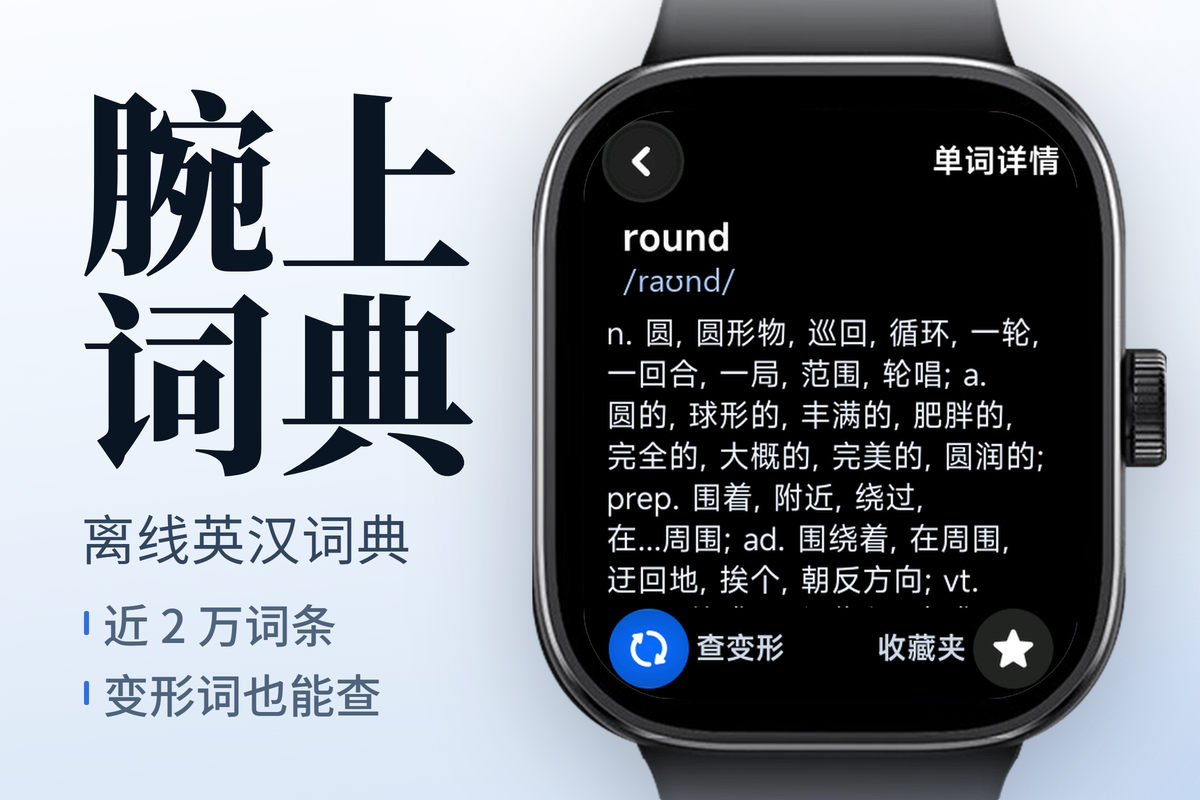 腕上
词典
离线英汉词典
近 2 万词条
变形词也能查
单词详情
round
/raʊnd/
n. 圆, 圆形物, 巡回, 循环, 一轮,
一回合, 一局, 范围, 轮唱; a.
圆的, 球形的, 丰满的, 肥胖的,
完全的, 大概的, 完美的, 圆润的;
prep. 围着, 附近, 绕过,
在...周围; ad. 围绕着, 在周围,
迂回地, 挨个, 朝反方向; vt.
查变形
收藏夹